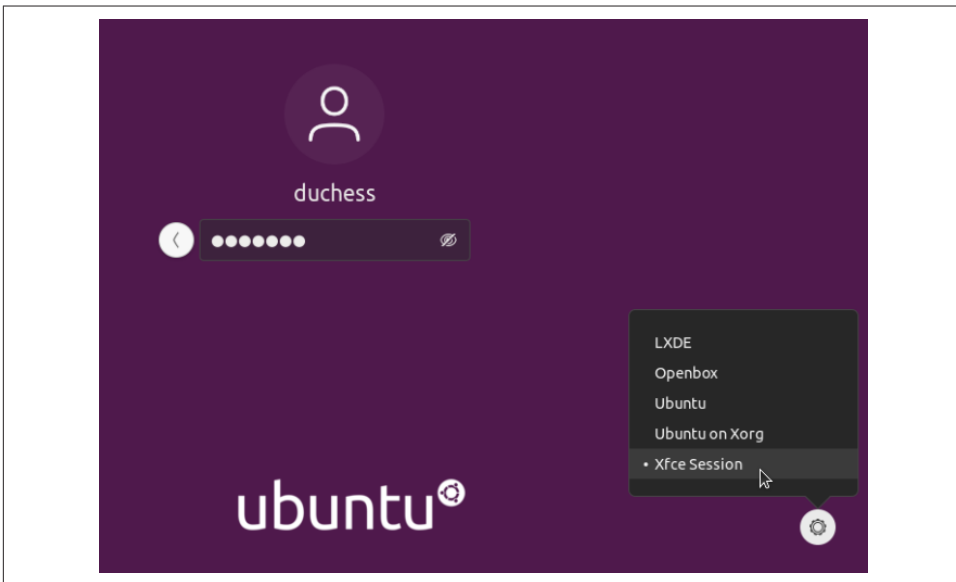 duchess
LXDE
Openbox
Ubuntu
Ubuntu on Xorg
• Xfce Session
ubuntu